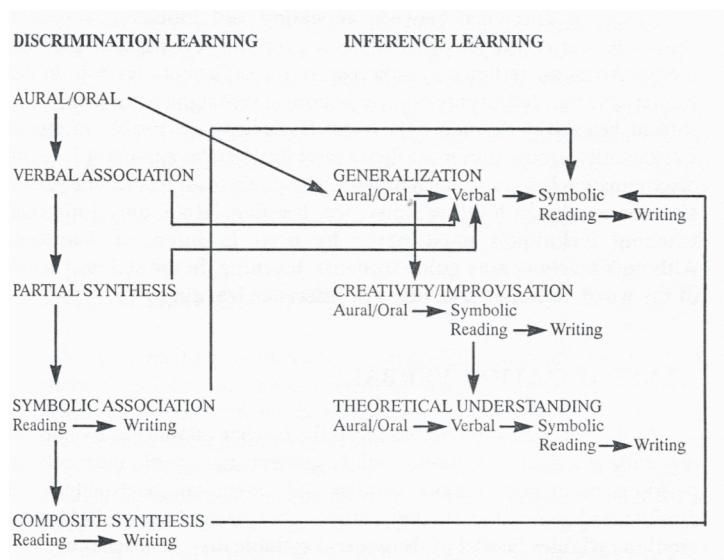 DISCRIMINATION LEARNING
INFERENCE LEARNING
AURAL/ORAL
VERBAL ASSOCIATION
GENERALIZATION
Aural/Oral Verbal Symbolic
Reading Writing
PARTIAL SYNTHESIS
CREATIVITY/IMPROVISATION
Aural/Oral Symbolic
Reading Writing
SYMBOLIC ASSOCIATION
Reading Writing
THEORETICAL UNDERSTANDING
Aural/Oral Verbal Symbolic
Reading Writing
COMPOSITE SYNTHESIS
Reading Writing